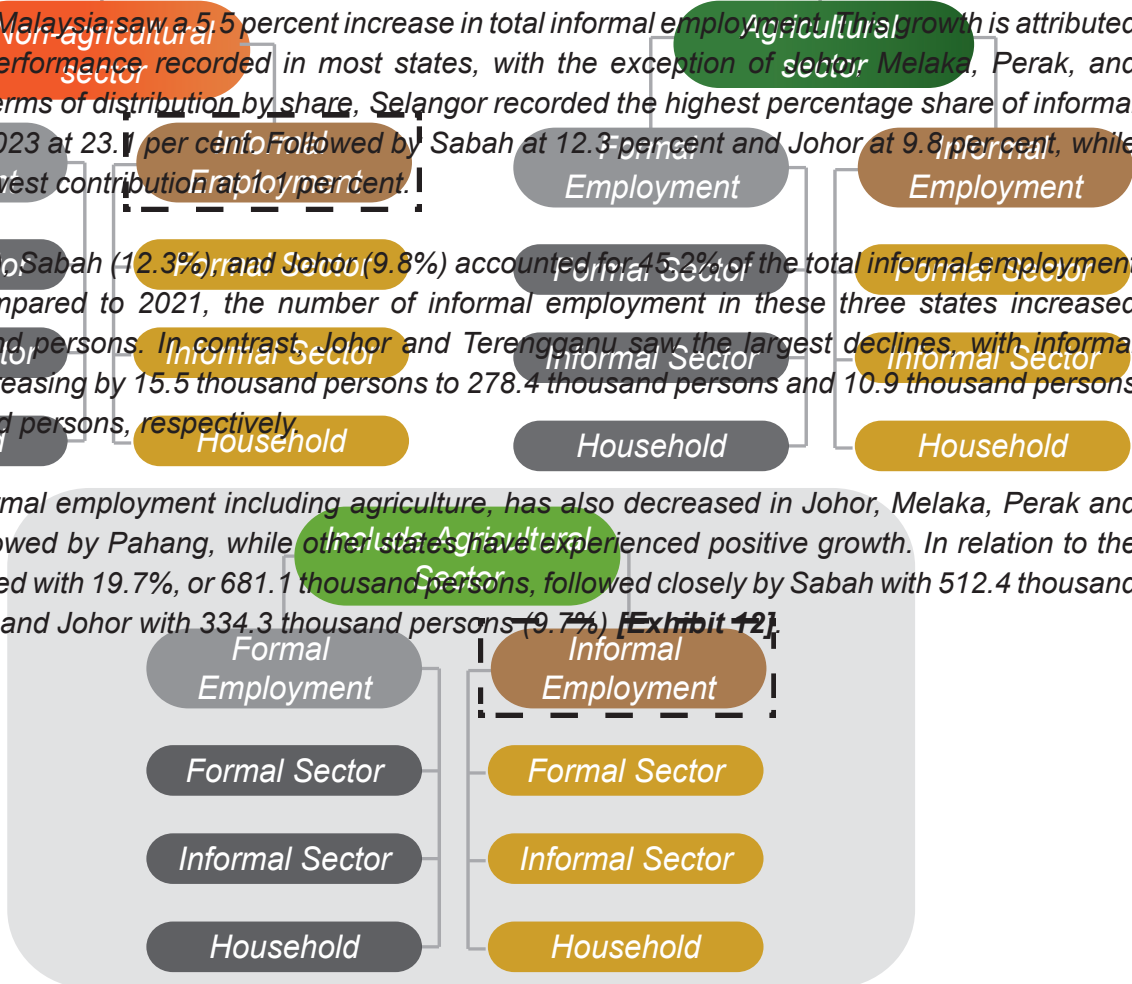 Malaysia saw a 5.5 percent increase in total informal employment. This growth is attributed
erformance recorded in most states, with the exception of Johor, Melaka, Perak, and
erms of distribution by share, Selangor recorded the highest percentage share of informal
023 at 23.1 per cent. Followed by Sabah at 12.3 per cent and Johor at 9.8 per cent, while
west contribution at 1.1 per cent.
, Sabah (12.3%), and Johor (9.8%) accounted for 45.2% of the total informal employment
mpared to 2021, the number of informal employment in these three states increased
nd persons. In contrast, Johor and Terengganu saw the largest declines, with informal
reasing by 15.5 thousand persons to 278.4 thousand persons and 10.9 thousand persons
d persons, respectively.
rmal employment including agriculture, has also decreased in Johor, Melaka, Perak and
owed by Pahang, while other states have experienced positive growth. In relation to the
ed with 19.7%, or 681.1 thousand persons, followed closely by Sabah with 512.4 thousand
and Johor with 334.3 thousand persons (9.7%) [Exhibit 12].
Non-agricultural
sector
Informal
Employment
t
or
Formal Sector
tor
Informal Sector
d
Household
Agricultural
sector
Formal
Employment
Informal
Employment
Formal Sector
Formal Sector
Informal Sector
Informal Sector
Household
Household
Include Agricultural
Sector
Formal
Employment
Informal
Employment
Formal Sector
Formal Sector
Informal Sector
Informal Sector
Household
Household